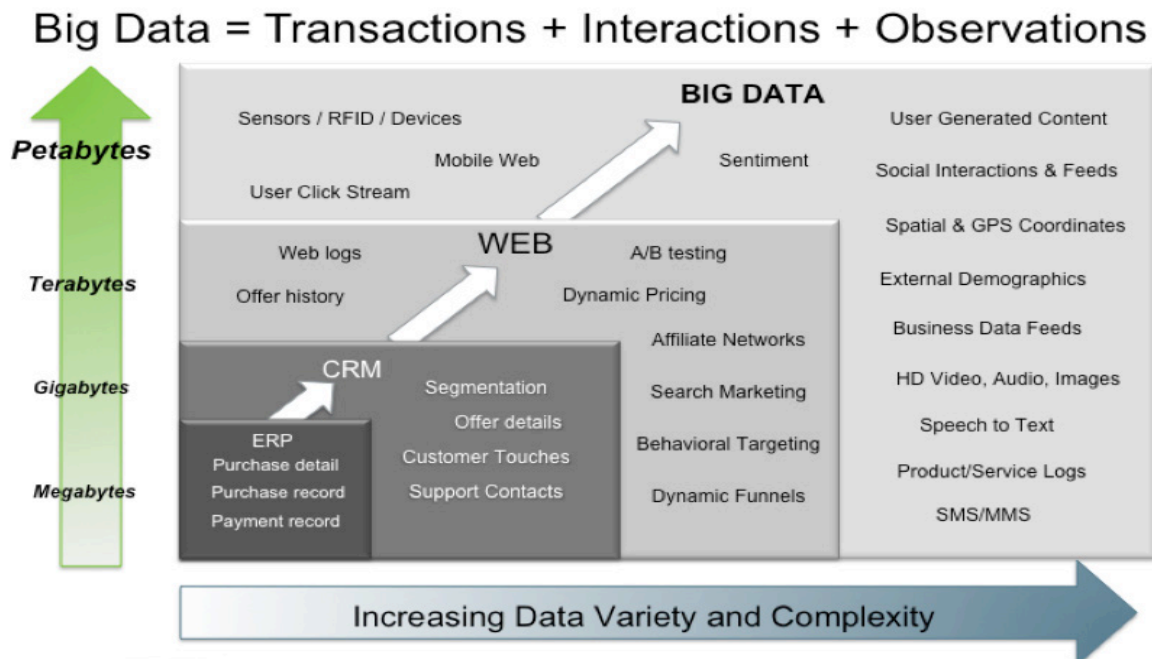 Big Data = Transactions + Interactions + Observations
BIG DATA
Petabytes
Sensors / RFID / Devices
Mobile Web
User Click Stream
Sentiment
User Generated Content
Social Interactions & Feeds
Spatial & GPS Coordinates
External Demographics
Business Data Feeds
HD Video, Audio, Images
Speech to Text
Product/Service Logs
SMS/MMS
Terabytes
WEB
Web logs
Offer history
A/B testing
Dynamic Pricing
Affiliate Networks
Search Marketing
Behavioral Targeting
Dynamic Funnels
Gigabytes
CRM
Segmentation
Offer details
Customer Touches
Support Contacts
Megabytes
ERP
Purchase detail
Purchase record
Payment record
Increasing Data Variety and Complexity